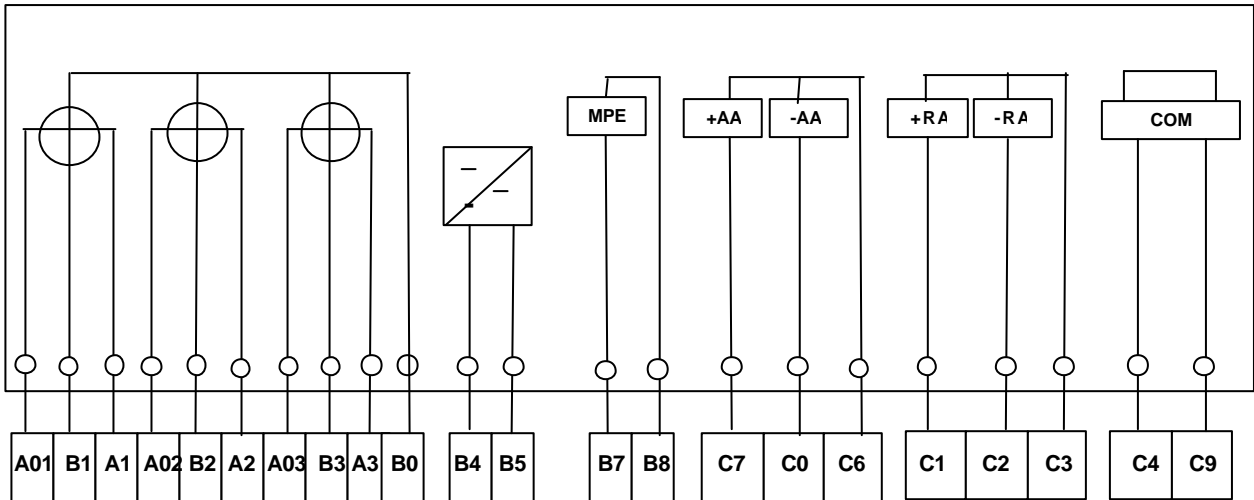 MPE +AA -AA +RA -RA COM
A01 B1 A1 A02 B2 A2 A03 B3 A3 B0 B4 B5 B7 B8 C7 C0 C6 C1 C2 C3 C4 C9